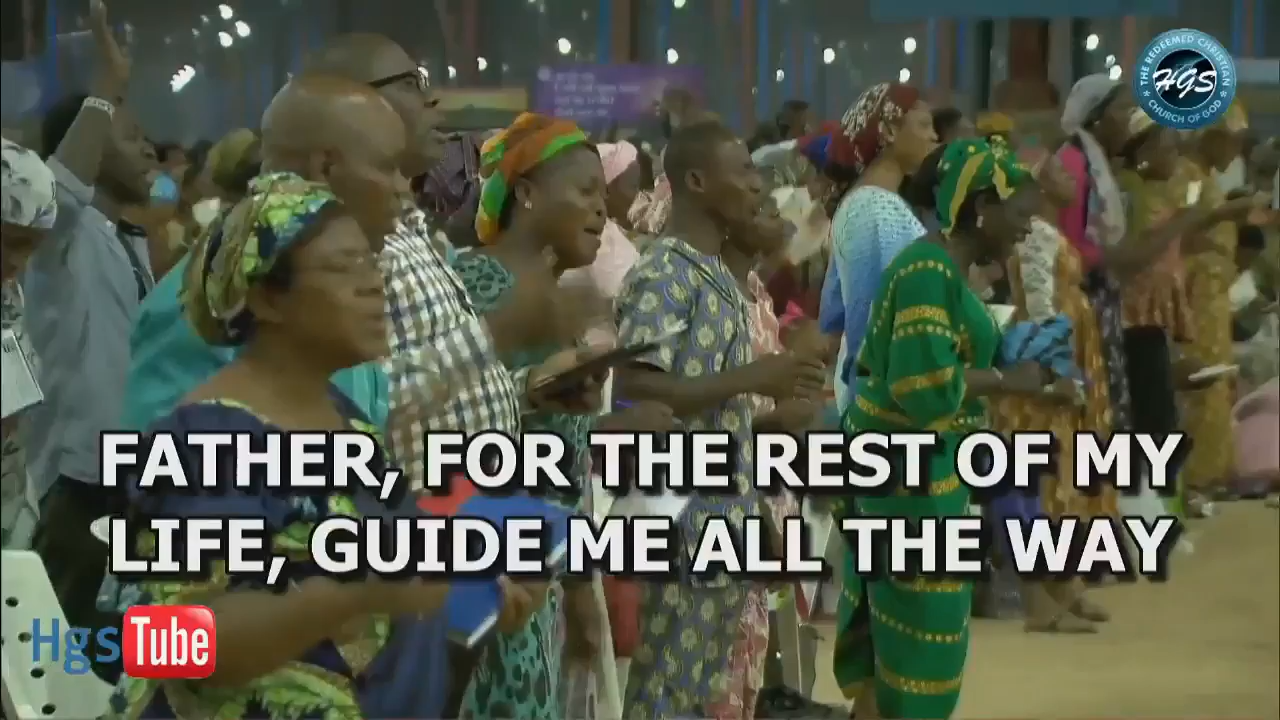 THE REDEEMED CHRISTIAN
HGS
CHURCH OF GOD
FATHER, FOR THE REST OF MY
LIFE, GUIDE ME ALL THE WAY
HgsTube